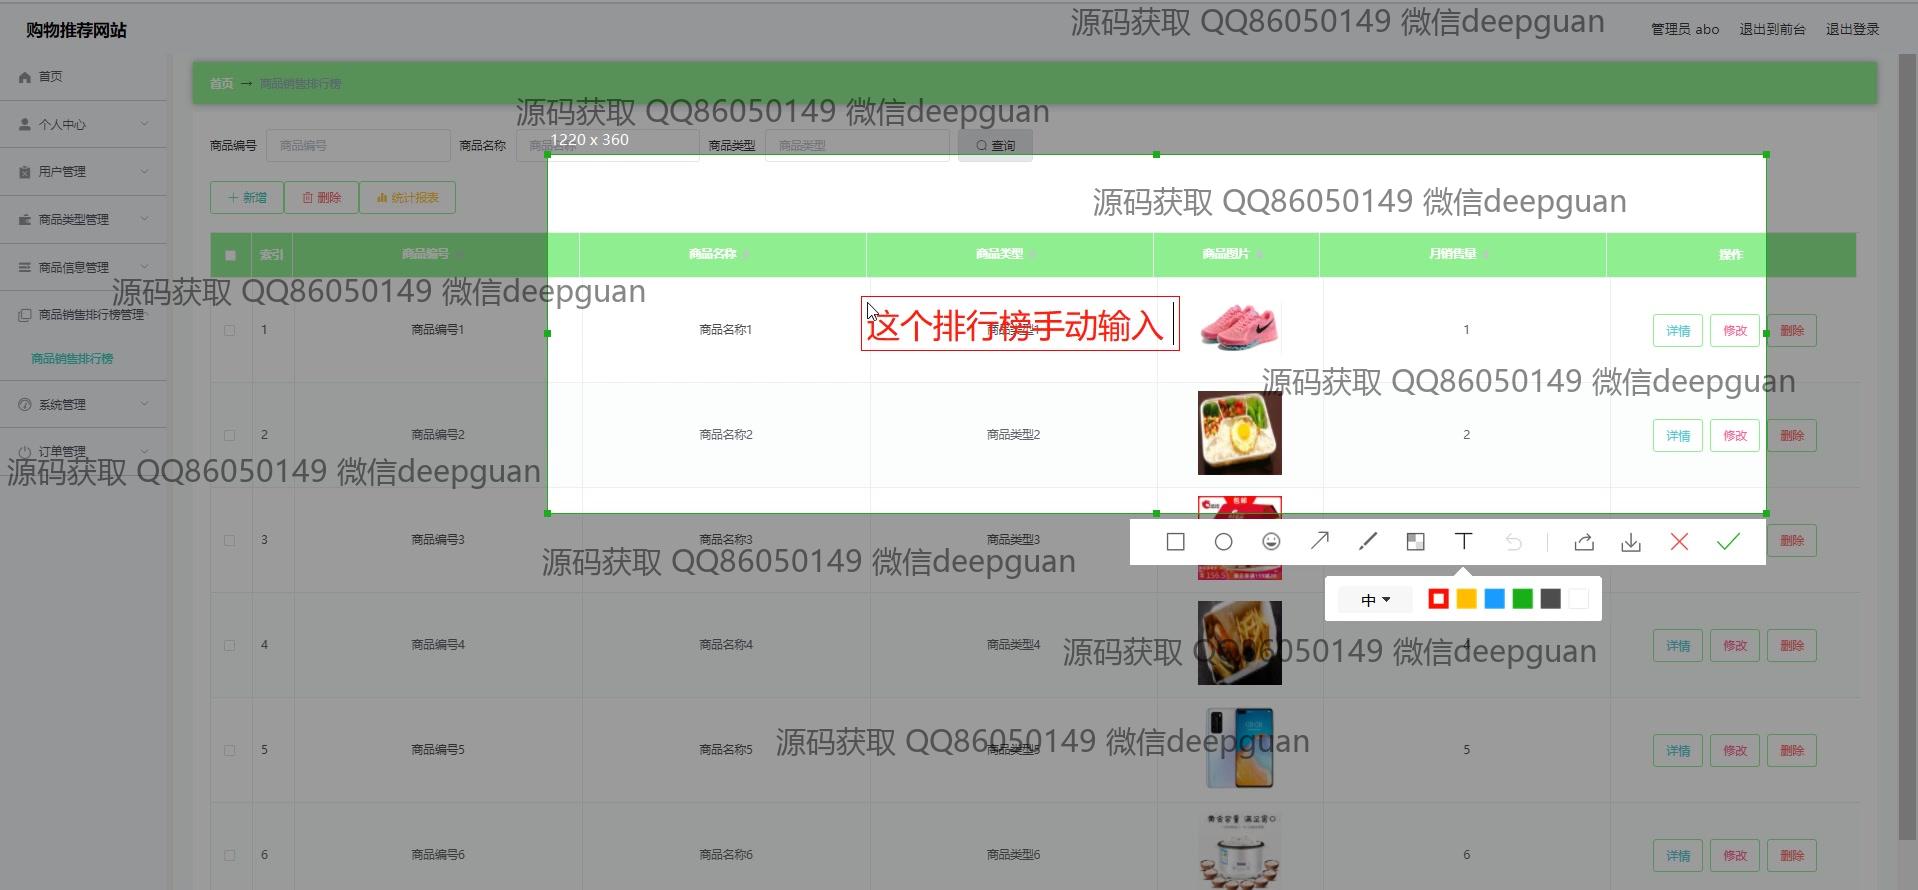 源码获取 QQ86050149 微信deepguan
购物推荐网站
管理员 abo 退出到前台 退出登录
首页
首页 → 商品销售排行榜
源码获取 QQ86050149 微信deepguan
个人中心
1220 x 360
商品编号 商品编号 商品名称 商品名称 商品类型 商品类型 查询
用户管理
新增 删除 统计报表
源码获取 QQ86050149 微信deepguan
商品类型管理
索引 商品编号 商品名称 商品类型 商品图片 月销售量 操作
商品信息管理
源码获取 QQ86050149 微信deepguan
商品销售排行榜管理
1 商品编号1 商品名称1 商品类型1 1 详情 修改 删除
这个排行榜手动输入
商品销售排行榜
源码获取 QQ86050149 微信deepguan
系统管理
2 商品编号2 商品名称2 商品类型2 2 详情 修改 删除
订单管理
源码获取 QQ86050149 微信deepguan
包邮
3 商品编号3 商品名称3 商品类型3 删除
源码获取 QQ86050149 微信deepguan
156.5
中
4 商品编号4 商品名称4 商品类型4 4 详情 修改 删除
源码获取 QQ86050149 微信deepguan
5 商品编号5 商品名称5 商品类型5 5 详情 修改 删除
源码获取 QQ86050149 微信deepguan
6 商品编号6 商品名称6 商品类型6 6 详情 修改 删除